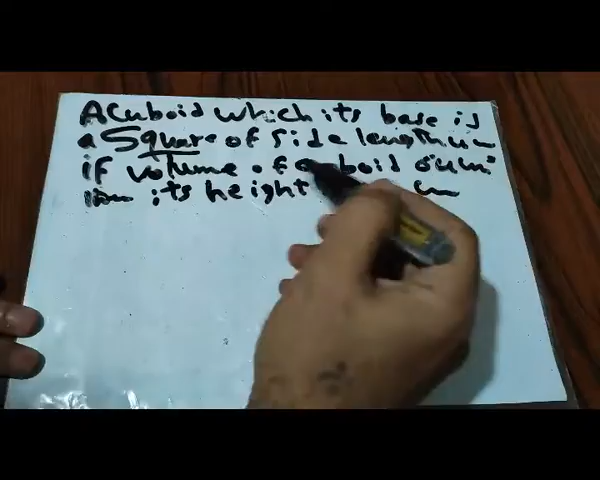 A Cuboid which its base is
a Square of side length
if volume of cuboid
its height